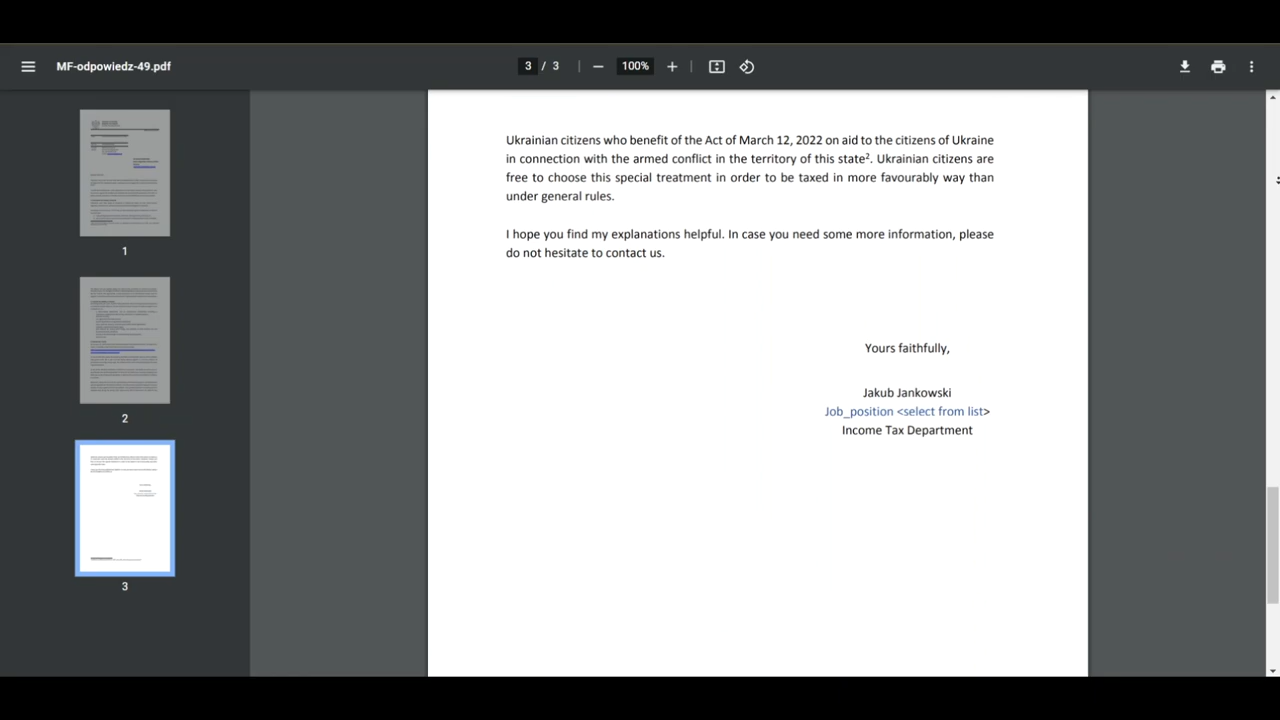 MF-odpowiedz-49.pdf
3 / 3
100%
1
2
3
Ukrainian citizens who benefit of the Act of March 12, 2022 on aid to the citizens of Ukraine
in connection with the armed conflict in the territory of this state². Ukrainian citizens are
free to choose this special treatment in order to be taxed in more favourably way than
under general rules.
I hope you find my explanations helpful. In case you need some more information, please
do not hesitate to contact us.
Yours faithfully,
Jakub Jankowski
Job_position <select from list>
Income Tax Department